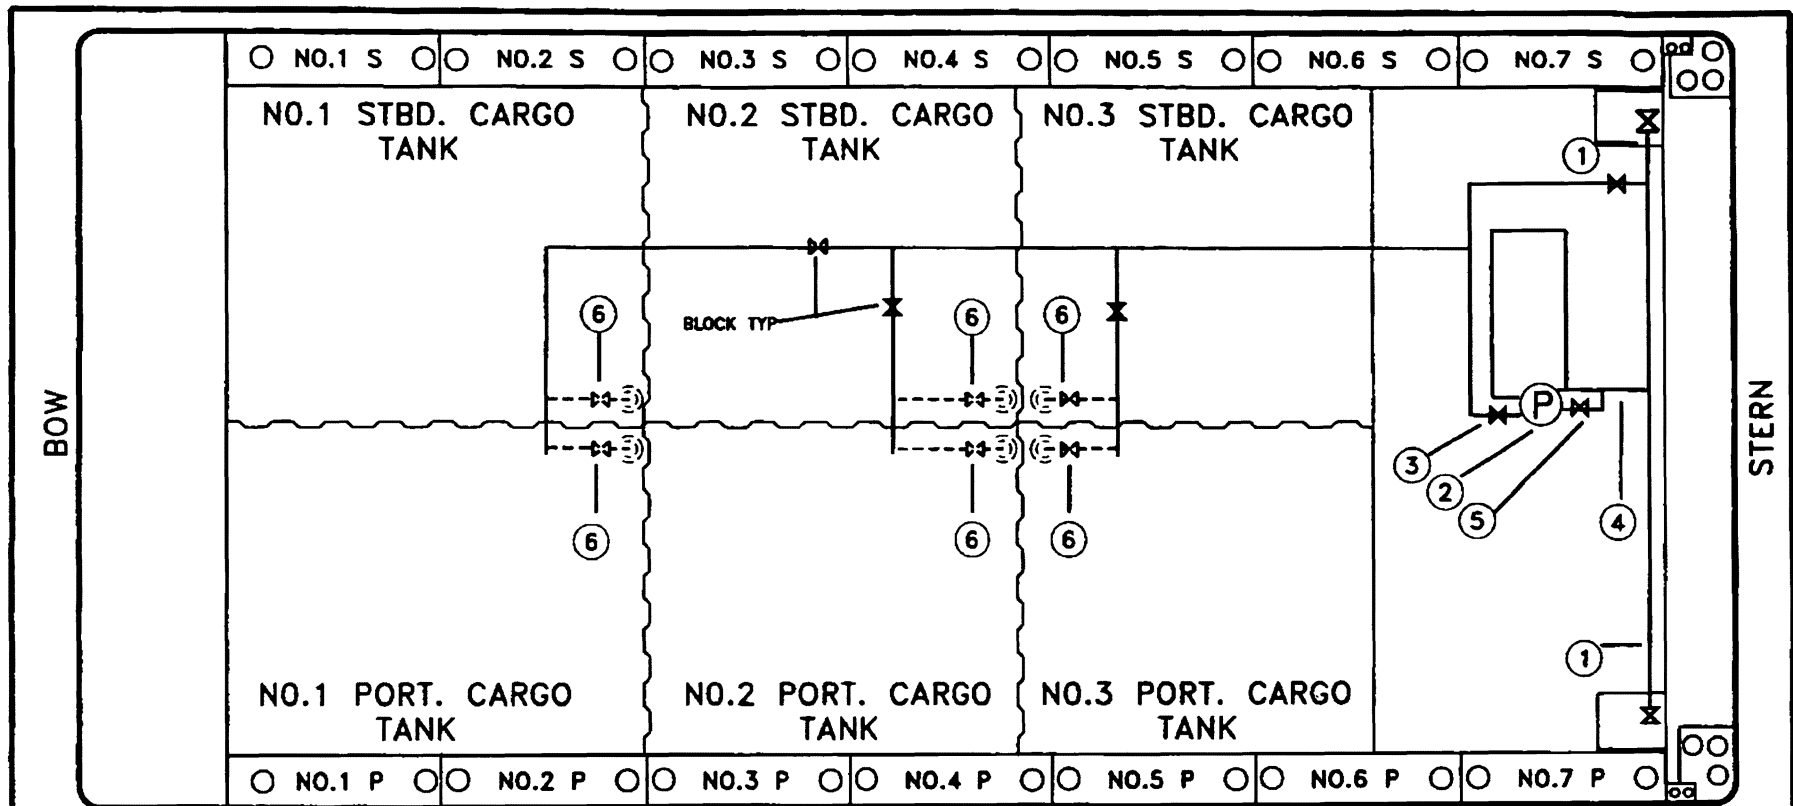 NO.1 S
NO.2 S
NO.3 S
NO.4 S
NO.5 S
NO.6 S
NO.7 S
NO.1 STBD. CARGO
TANK
NO.2 STBD. CARGO
TANK
NO.3 STBD. CARGO
TANK
1
6
6
6
BLOCK TYP
BOW
P
STERN
3
2
5
4
6
6
6
1
NO.1 PORT. CARGO
TANK
NO.2 PORT. CARGO
TANK
NO.3 PORT. CARGO
TANK
NO.1 P
NO.2 P
NO.3 P
NO.4 P
NO.5 P
NO.6 P
NO.7 P